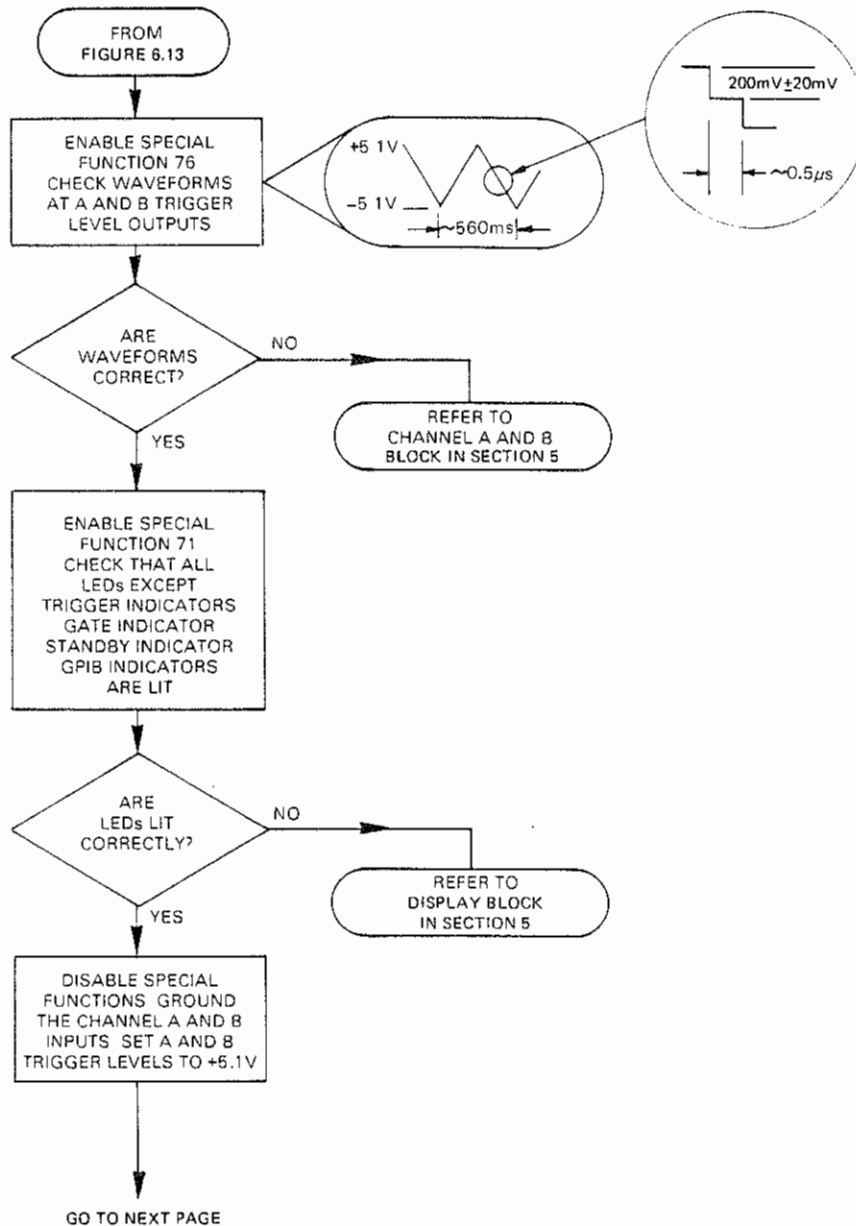 FROM
FIGURE 6.13
ENABLE SPECIAL
FUNCTION 76
CHECK WAVEFORMS
AT A AND B TRIGGER
LEVEL OUTPUTS
+5 1V
−5 1V
~560ms
200mV±20mV
~0.5μs
ARE
WAVEFORMS
CORRECT?
NO
REFER TO
CHANNEL A AND B
BLOCK IN SECTION 5
YES
ENABLE SPECIAL
FUNCTION 71
CHECK THAT ALL
LEDs EXCEPT
TRIGGER INDICATORS
GATE INDICATOR
STANDBY INDICATOR
GPIB INDICATORS
ARE LIT
ARE
LEDs LIT
CORRECTLY?
NO
REFER TO
DISPLAY BLOCK
IN SECTION 5
YES
DISABLE SPECIAL
FUNCTIONS GROUND
THE CHANNEL A AND B
INPUTS SET A AND B
TRIGGER LEVELS TO +5.1V
GO TO NEXT PAGE